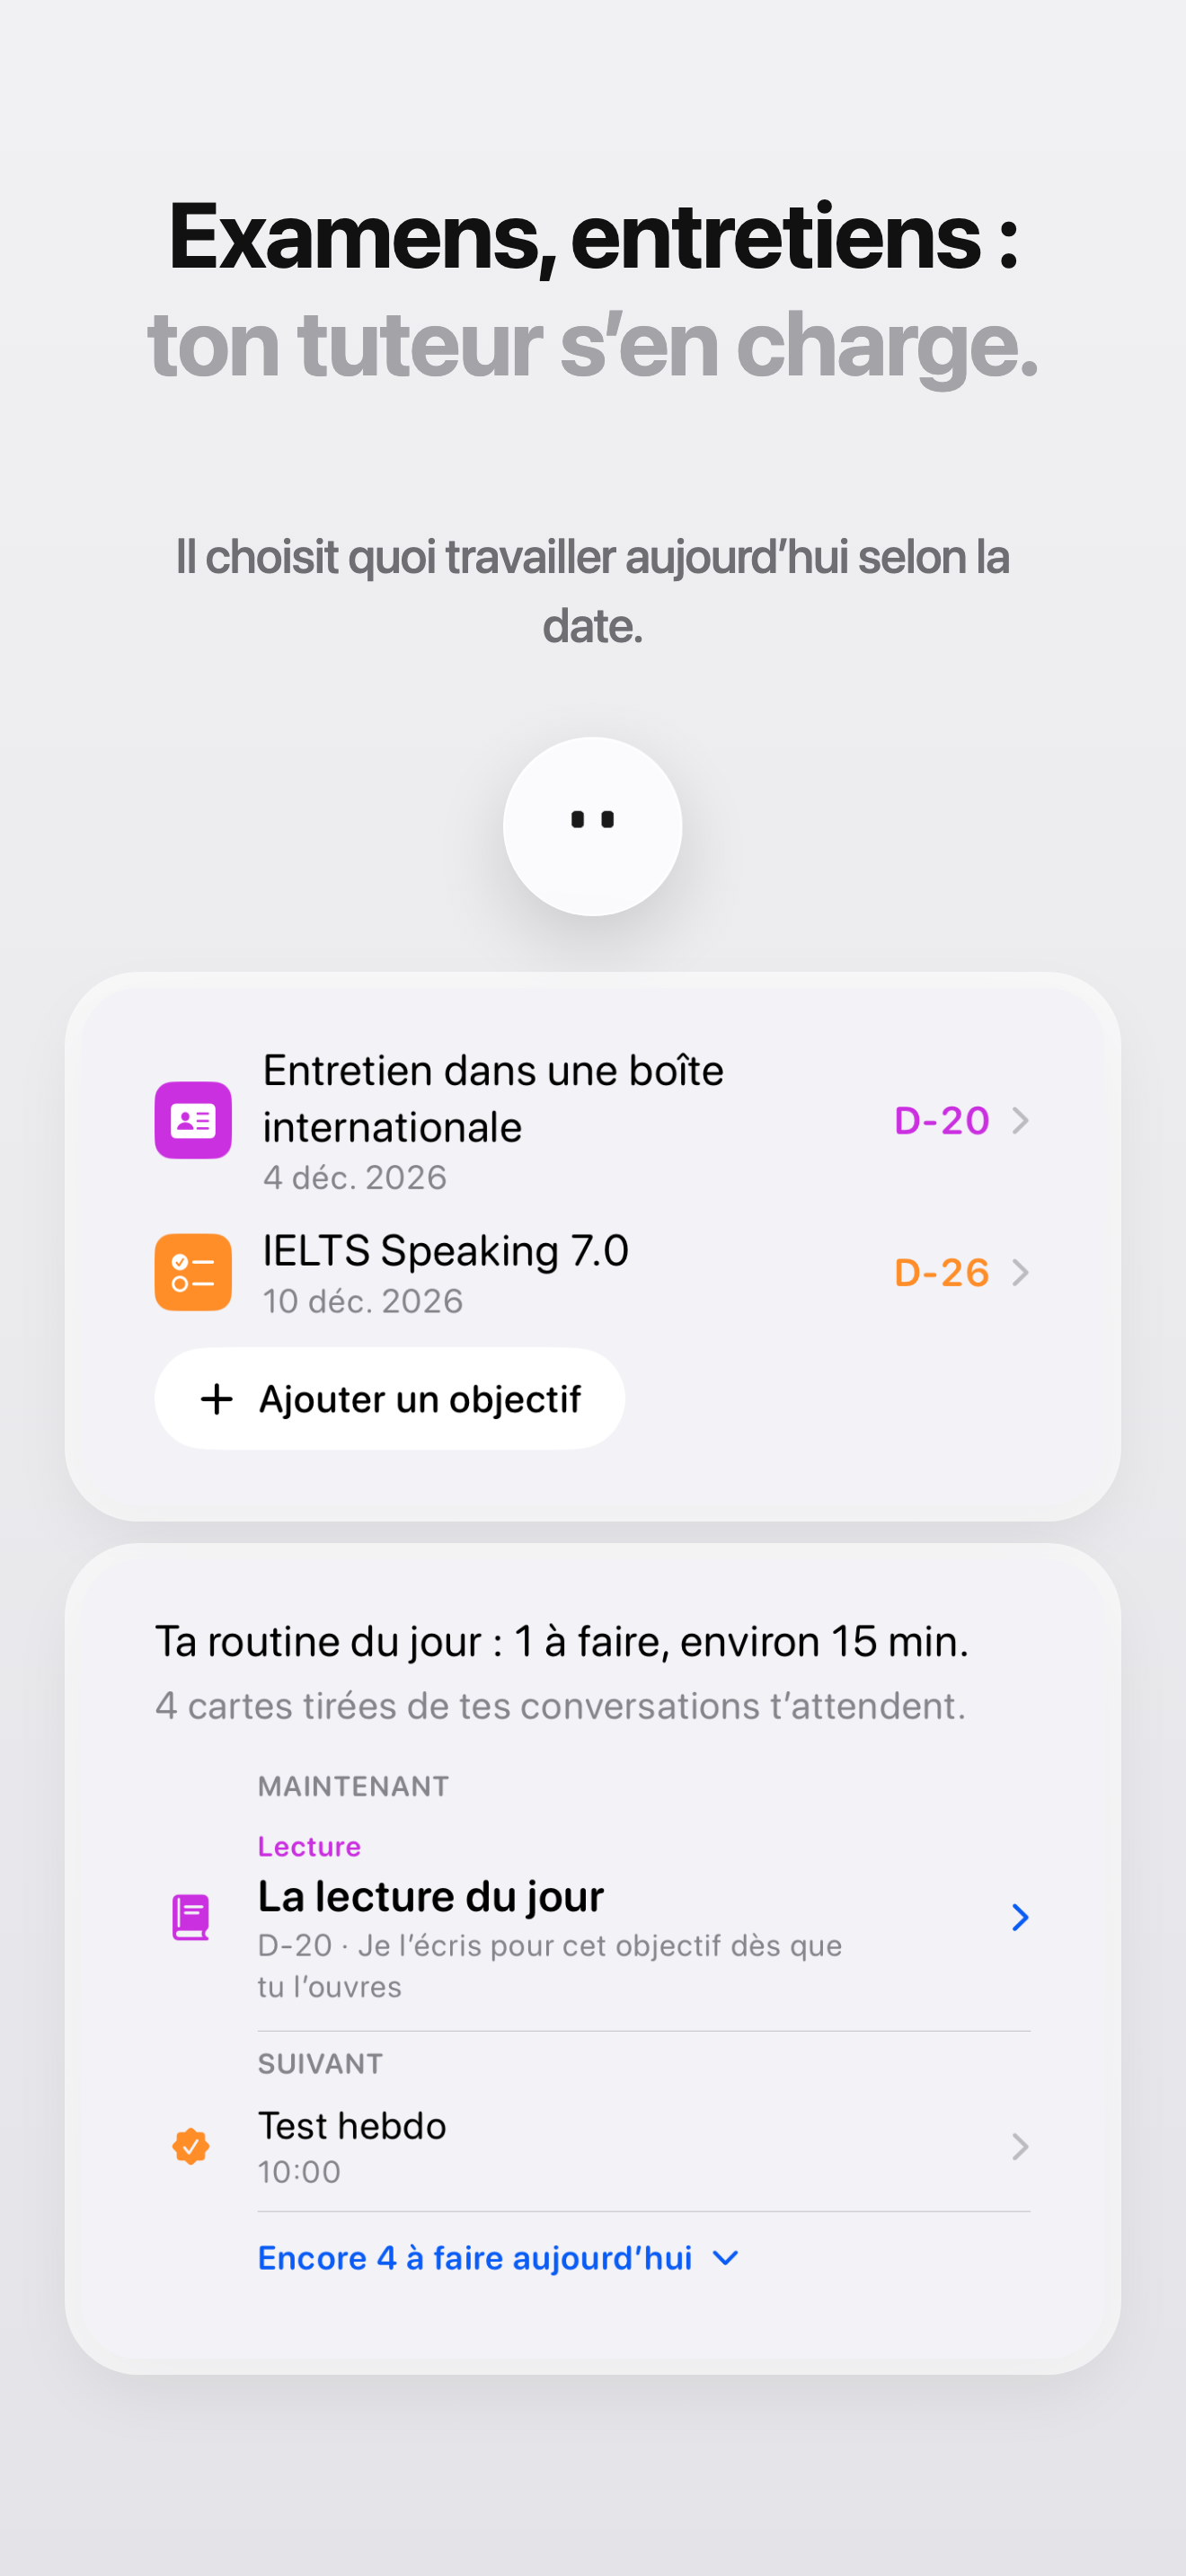 Examens, entretiens :
ton tuteur s’en charge.
Il choisit quoi travailler aujourd’hui selon la
date.
Entretien dans une boîte
internationale
4 déc. 2026
D-20
IELTS Speaking 7.0
10 déc. 2026
D-26
Ajouter un objectif
Ta routine du jour : 1 à faire, environ 15 min.
4 cartes tirées de tes conversations t’attendent.
MAINTENANT
Lecture
La lecture du jour
D-20 · Je l’écris pour cet objectif dès que
tu l’ouvres
SUIVANT
Test hebdo
10:00
Encore 4 à faire aujourd’hui